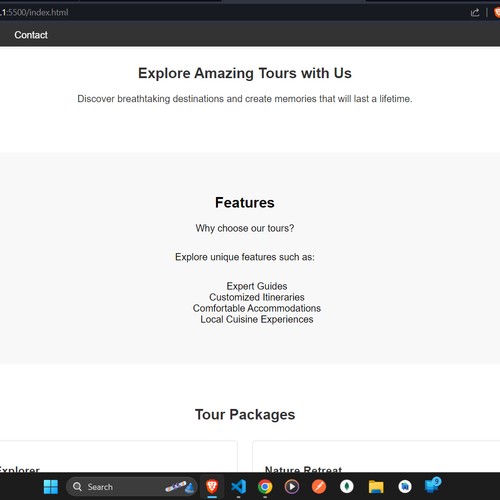 .1:5500/index.html
Contact
Explore Amazing Tours with Us
Discover breathtaking destinations and create memories that will last a lifetime.
Features
Why choose our tours?
Explore unique features such as:
Expert Guides
Customized Itineraries
Comfortable Accommodations
Local Cuisine Experiences
Tour Packages
Explorer
Nature Retreat
Search